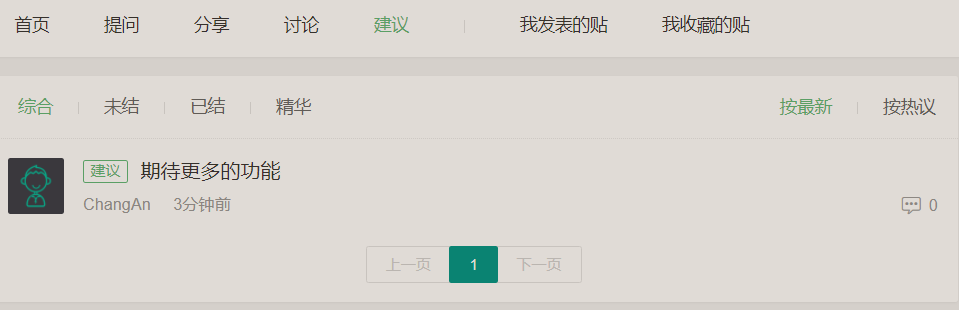 首页 提问 分享 讨论 建议 我发表的贴 我收藏的贴
综合 未结 已结 精华 按最新 按热议
建议 期待更多的功能
ChangAn 3分钟前 0
上一页 1 下一页